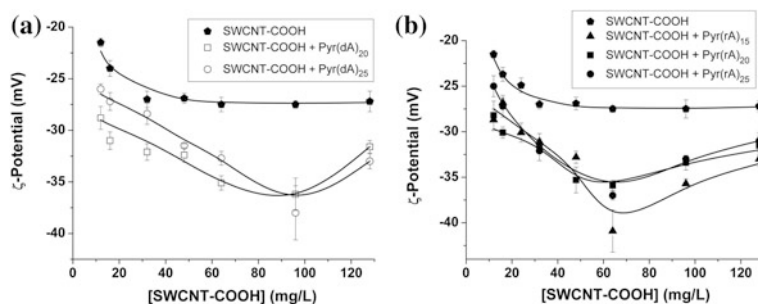 (a)
SWCNT-COOH
SWCNT-COOH + Pyr(dA)20
SWCNT-COOH + Pyr(dA)25
ζ-Potential (mV)
-20
-25
-30
-35
-40
0 20 40 60 80 100 120
[SWCNT-COOH] (mg/L)
(b)
SWCNT-COOH
SWCNT-COOH + Pyr(rA)15
SWCNT-COOH + Pyr(rA)20
SWCNT-COOH + Pyr(rA)25
ζ-Potential (mV)
-20
-25
-30
-35
-40
0 20 40 60 80 100 120
[SWCNT-COOH] (mg/L)